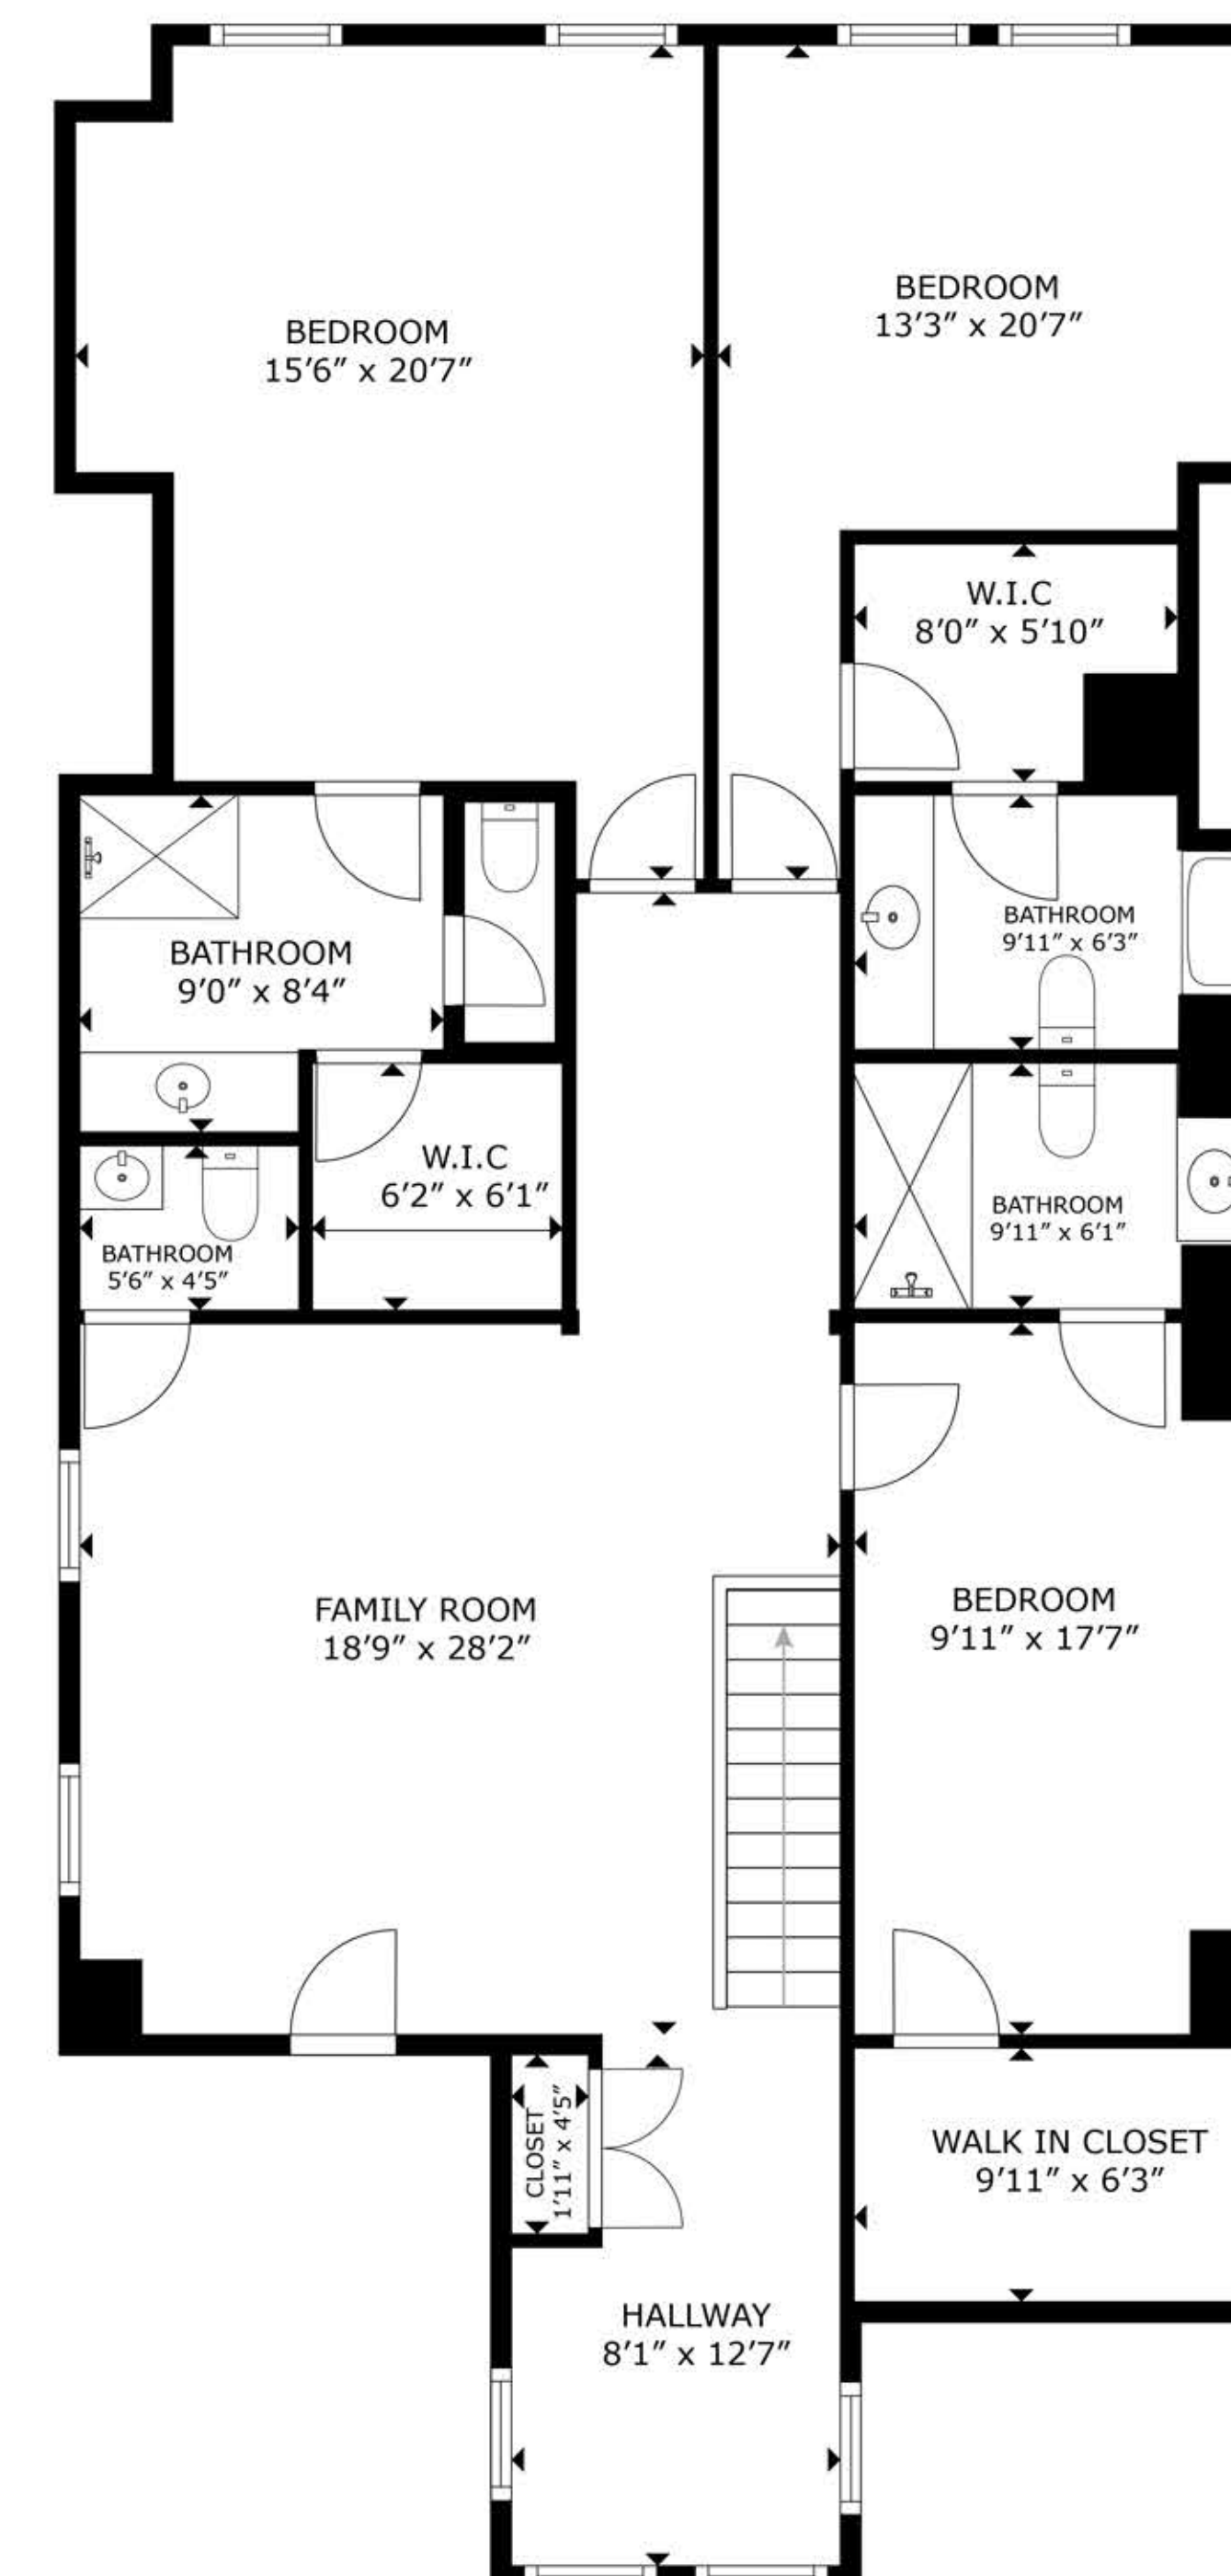 BEDROOM
15'6" x 20'7"
BEDROOM
13'3" x 20'7"
W.I.C
8'0" x 5'10"
BATHROOM
9'11" x 6'3"
BATHROOM
9'0" x 8'4"
W.I.C
6'2" x 6'1"
BATHROOM
5'6" x 4'5"
BATHROOM
9'11" x 6'1"
FAMILY ROOM
18'9" x 28'2"
BEDROOM
9'11" x 17'7"
CLOSET
1'11" x 4'5"
WALK IN CLOSET
9'11" x 6'3"
HALLWAY
8'1" x 12'7"